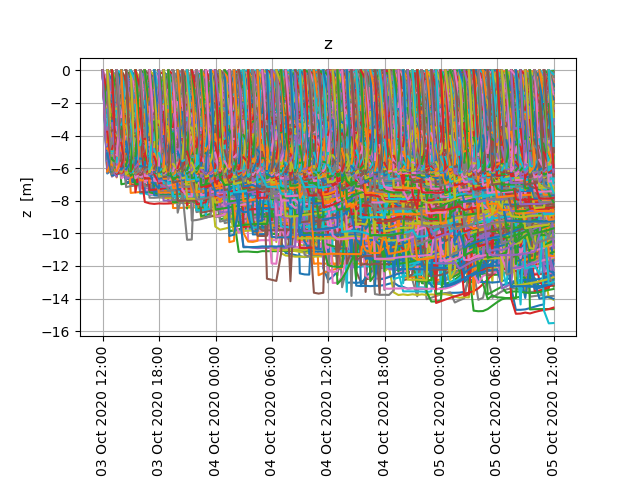 z
0
−2
−4
−6
−8
−10
−12
−14
−16
z [m]
03 Oct 2020 12:00
03 Oct 2020 18:00
04 Oct 2020 00:00
04 Oct 2020 06:00
04 Oct 2020 12:00
04 Oct 2020 18:00
05 Oct 2020 00:00
05 Oct 2020 06:00
05 Oct 2020 12:00